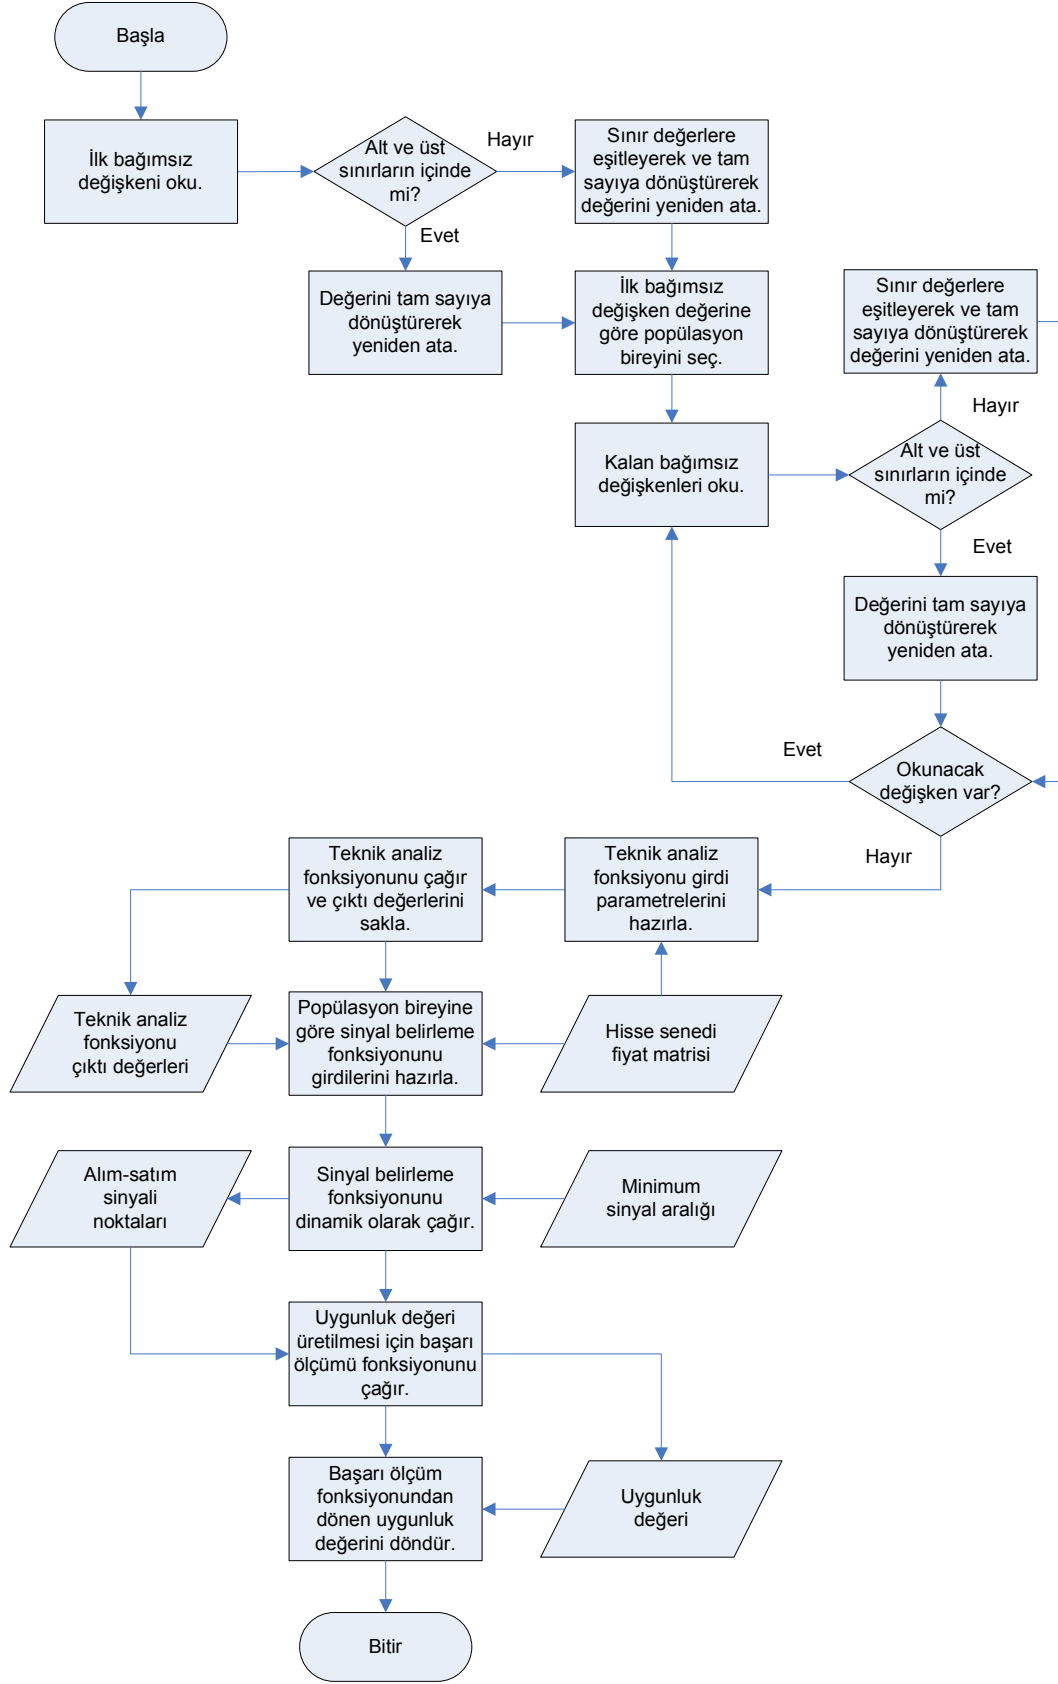 Başla
İlk bağımsız
değişkeni oku.
Alt ve üst
sınırların içinde
mi?
Hayır
Sınır değerlere
eşitleyerek ve tam
sayıya dönüştürerek
değerini yeniden ata.
Evet
Değerini tam sayıya
dönüştürerek
yeniden ata.
İlk bağımsız
değişken değerine
göre popülasyon
bireyini seç.
Sınır değerlere
eşitleyerek ve tam
sayıya dönüştürerek
değerini yeniden ata.
Hayır
Kalan bağımsız
değişkenleri oku.
Alt ve üst
sınırların içinde
mi?
Evet
Değerini tam sayıya
dönüştürerek
yeniden ata.
Evet
Okunacak
değişken var?
Hayır
Teknik analiz
fonksiyonu girdi
parametrelerini
hazırla.
Teknik analiz
fonksiyonunu çağır
ve çıktı değerlerini
sakla.
Teknik analiz
fonksiyonu
çıktı değerleri
Popülasyon bireyine
göre sinyal belirleme
fonksiyonunu
girdilerini hazırla.
Hisse senedi
fiyat matrisi
Alım-satım
sinyali
noktaları
Sinyal belirleme
fonksiyonunu
dinamik olarak çağır.
Minimum
sinyal aralığı
Uygunluk değeri
üretilmesi için başarı
ölçümü fonksiyonunu
çağır.
Başarı ölçüm
fonksiyonundan
dönen uygunluk
değerini döndür.
Uygunluk
değeri
Bitir